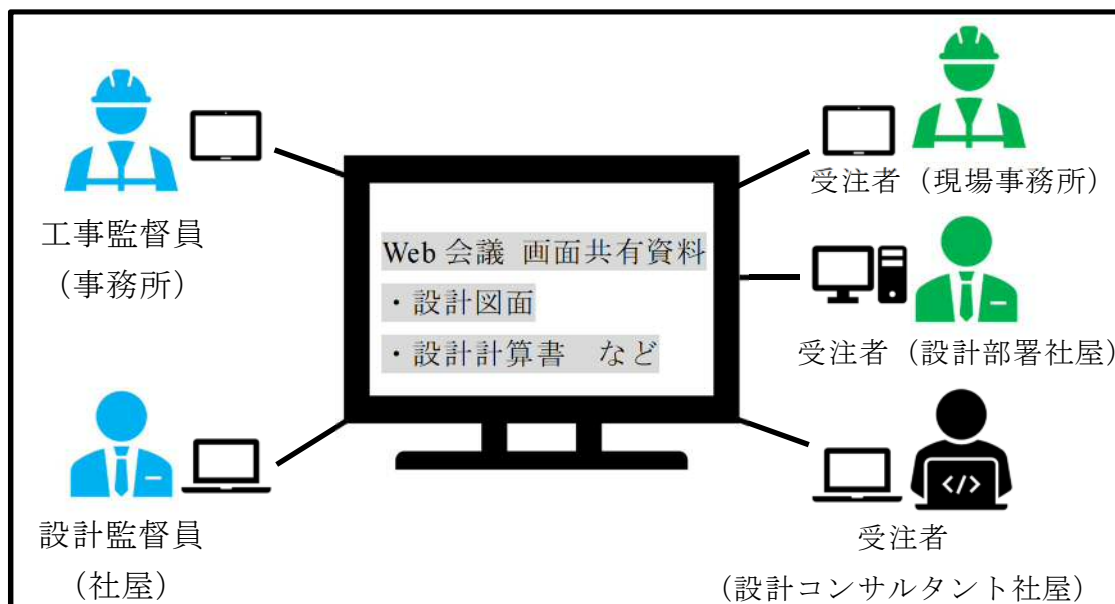 工事監督員
（事務所）
設計監督員
（社屋）
Web 会議 画面共有資料
・設計図面
・設計計算書　など
受注者（現場事務所）
受注者（設計部署社屋）
</>
受注者
（設計コンサルタント社屋）